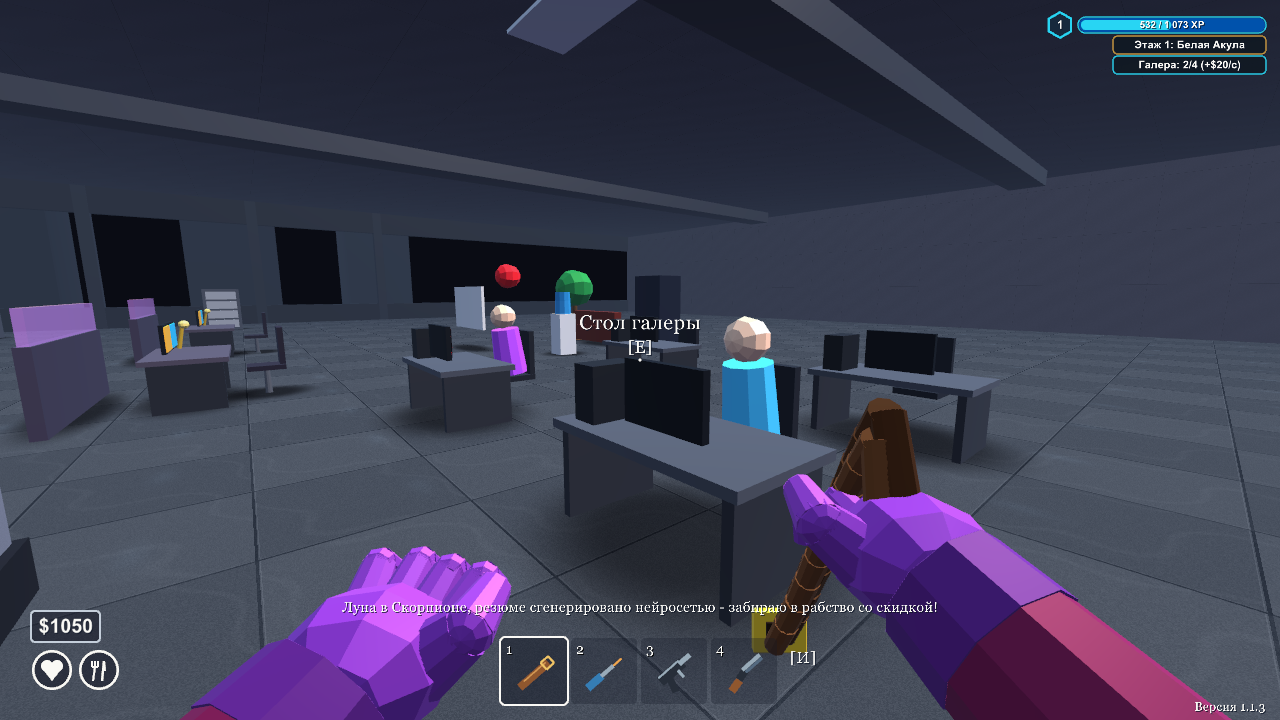 1
532 / 1 073 XP
Этаж 1: Белая Акула
Галера: 2/4 (+$20/с)
Стол галеры
[E]
Луна в Скорпионе, резюме сгенерировано нейросетью - забираю в рабство со скидкой!
$1050
1
2
3
4
[И]
Версия 1.1.3